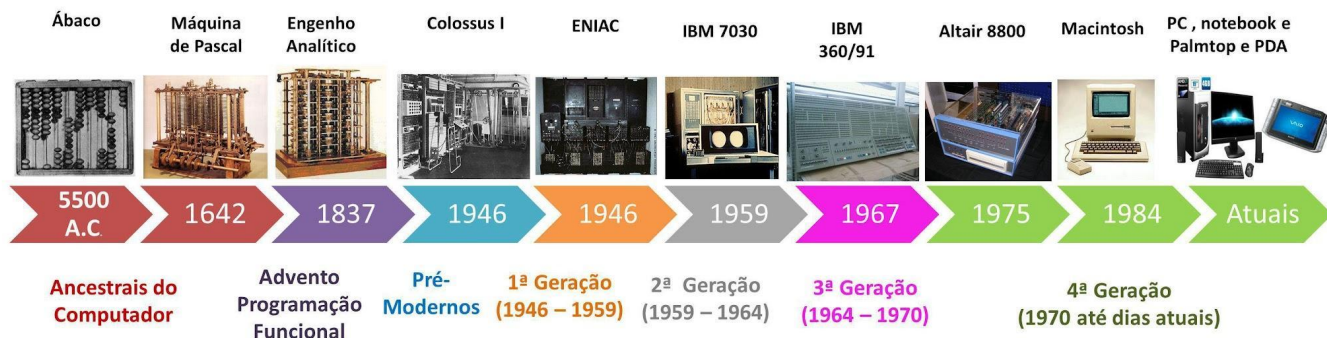 Ábaco
Máquina
de Pascal
Engenho
Analítico
Colossus I
ENIAC
IBM 7030
IBM
360/91
Altair 8800
Macintosh
PC , notebook e
Palmtop e PDA
VAIO
5500
A.C.
1642
1837
1946
1946
1959
1967
1975
1984
Atuais
Ancestrais do
Computador
Advento
Programação
Funcional
Pré-
Modernos
1ª Geração
(1946 – 1959)
2ª Geração
(1959 – 1964)
3ª Geração
(1964 – 1970)
4ª Geração
(1970 até dias atuais)